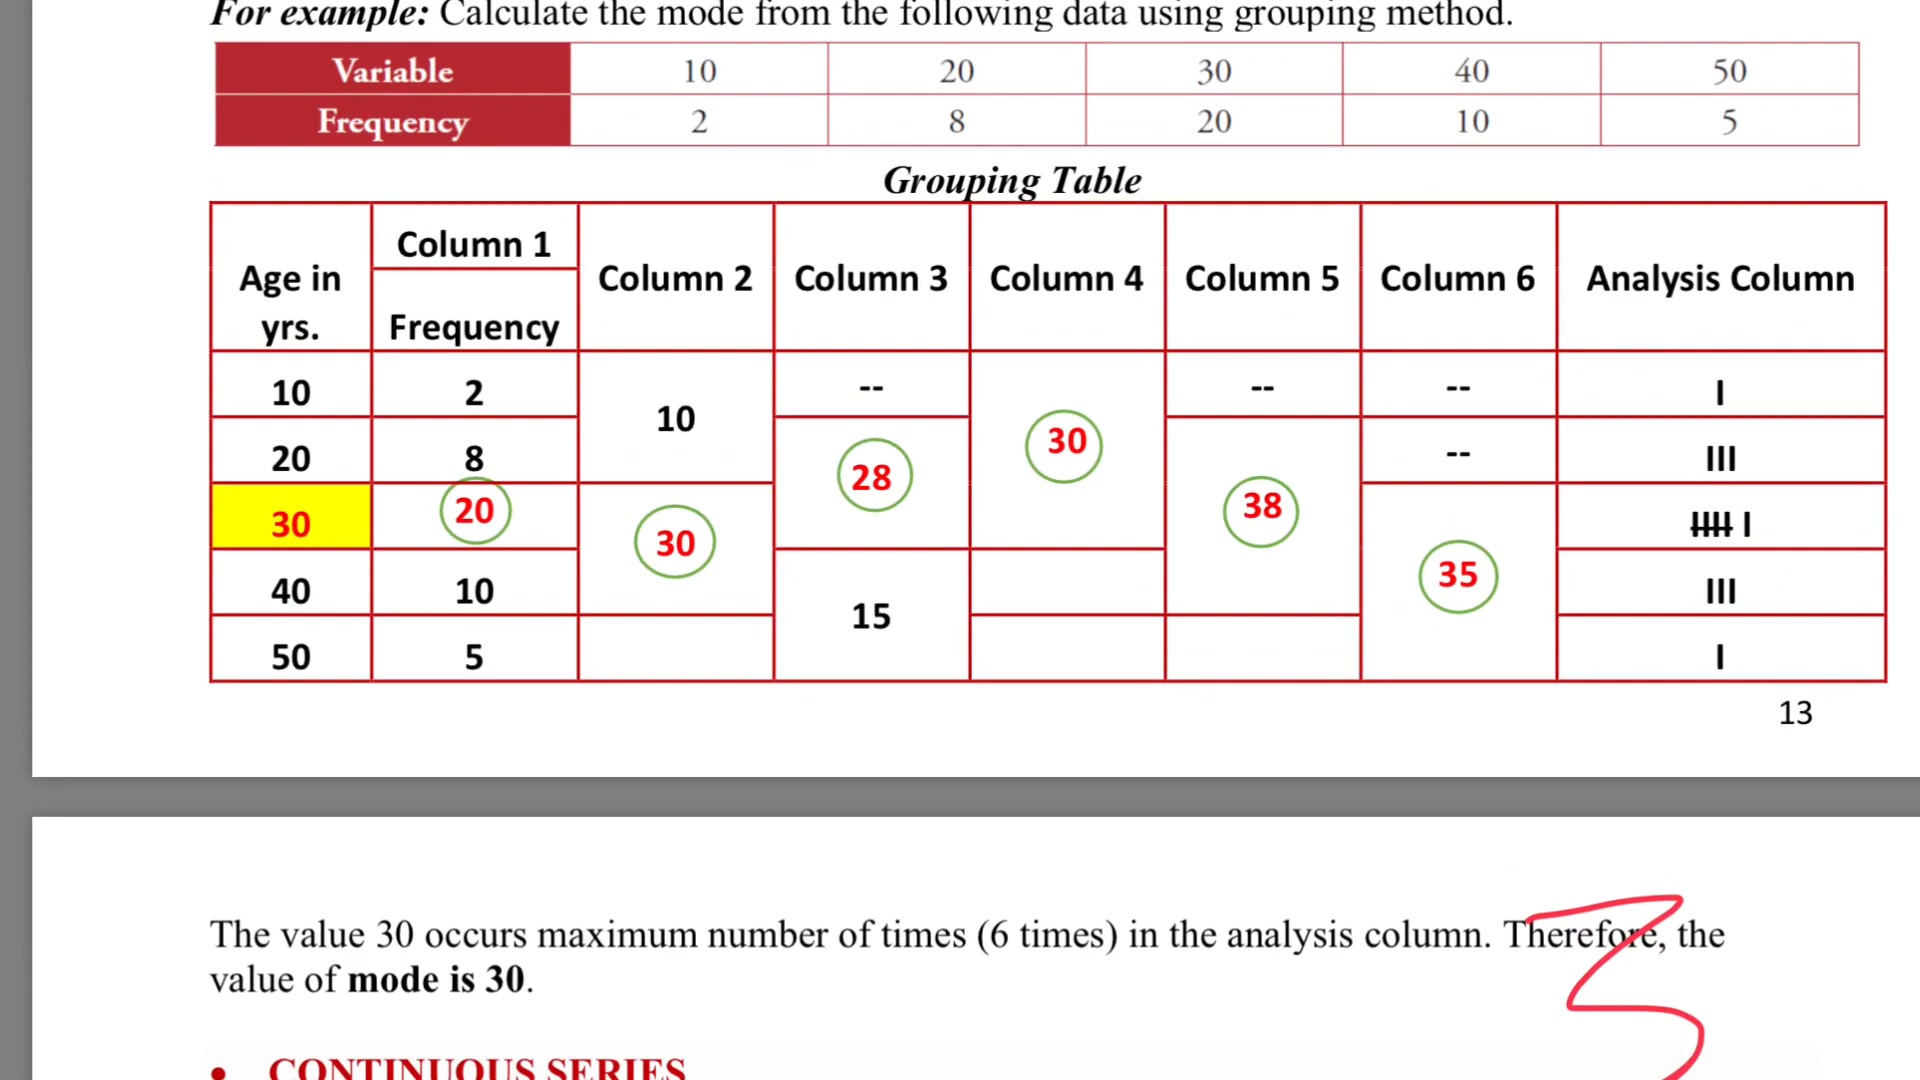 For example: Calculate the mode from the following data using grouping method.
Variable 10 20 30 40 50
Frequency 2 8 20 10 5
Grouping Table
Age in yrs. Column 1 Frequency Column 2 Column 3 Column 4 Column 5 Column 6 Analysis Column
10 2 10 -- 30 -- -- I
20 8 28 38 -- III
30 20 30 35 IIII I
40 10 15 III
50 5 I
13
The value 30 occurs maximum number of times (6 times) in the analysis column. Therefore, the
value of mode is 30.
• CONTINUOUS SERIES